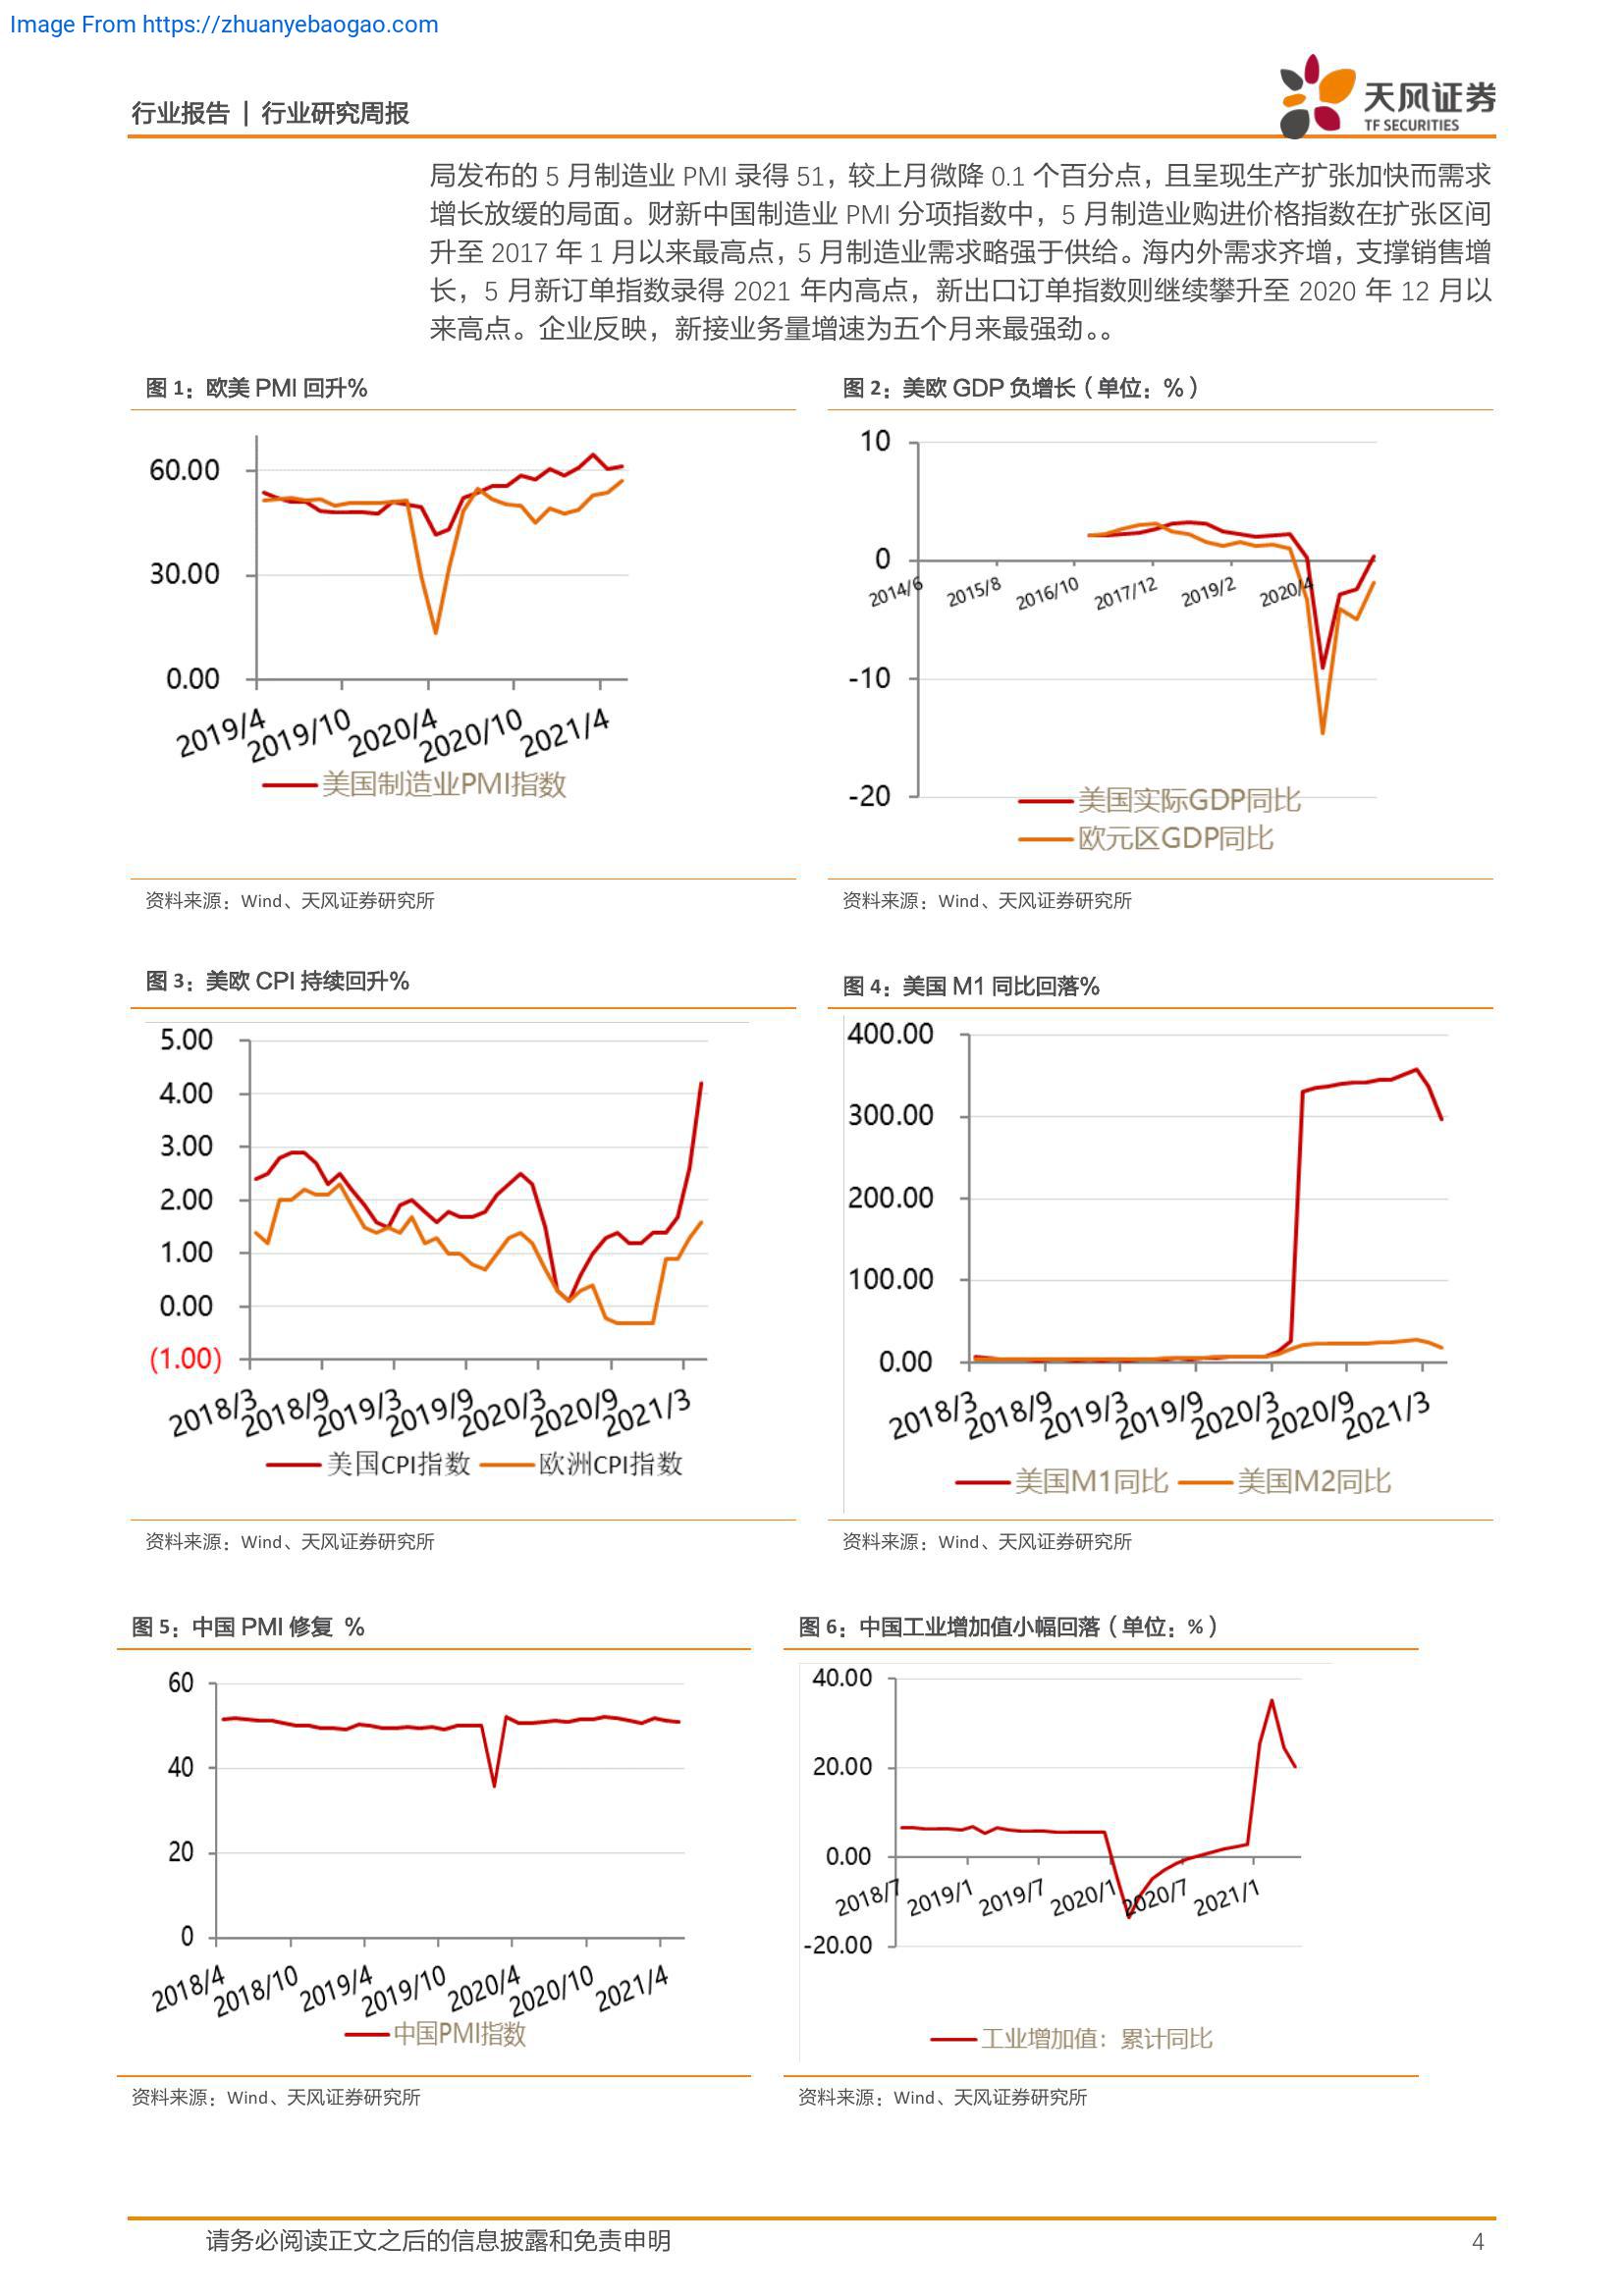 Image From https://zhuanyebaogao.com
行业报告 | 行业研究周报
天风证券
TF SECURITIES
局发布的 5 月制造业 PMI 录得 51，较上月微降 0.1 个百分点，且呈现生产扩张加快而需求
增长放缓的局面。财新中国制造业 PMI 分项指数中，5 月制造业购进价格指数在扩张区间
升至 2017 年 1 月以来最高点，5 月制造业需求略强于供给。海内外需求齐增，支撑销售增
长，5 月新订单指数录得 2021 年内高点，新出口订单指数则继续攀升至 2020 年 12 月以
来高点。企业反映，新接业务量增速为五个月来最强劲。。
图 1：欧美 PMI 回升%
60.00
30.00
0.00
2019/4 2019/10 2020/4 2020/10 2021/4
美国制造业PMI指数
资料来源：Wind、天风证券研究所
图 2：美欧 GDP 负增长（单位：%）
10
0
-10
-20
2014/6 2015/8 2016/10 2017/12 2019/2 2020/4
美国实际GDP同比
欧元区GDP同比
资料来源：Wind、天风证券研究所
图 3：美欧 CPI 持续回升%
5.00
4.00
3.00
2.00
1.00
0.00
(1.00)
2018/3 2018/9 2019/3 2019/9 2020/3 2020/9 2021/3
美国CPI指数 欧洲CPI指数
资料来源：Wind、天风证券研究所
图 4：美国 M1 同比回落%
400.00
300.00
200.00
100.00
0.00
2018/3 2018/9 2019/3 2019/9 2020/3 2020/9 2021/3
美国M1同比 美国M2同比
资料来源：Wind、天风证券研究所
图 5：中国 PMI 修复 %
60
40
20
0
2018/4 2018/10 2019/4 2019/10 2020/4 2020/10 2021/4
中国PMI指数
资料来源：Wind、天风证券研究所
图 6：中国工业增加值小幅回落（单位：%）
40.00
20.00
0.00
-20.00
2018/7 2019/1 2019/7 2020/1 2020/7 2021/1
工业增加值：累计同比
资料来源：Wind、天风证券研究所
请务必阅读正文之后的信息披露和免责申明
4